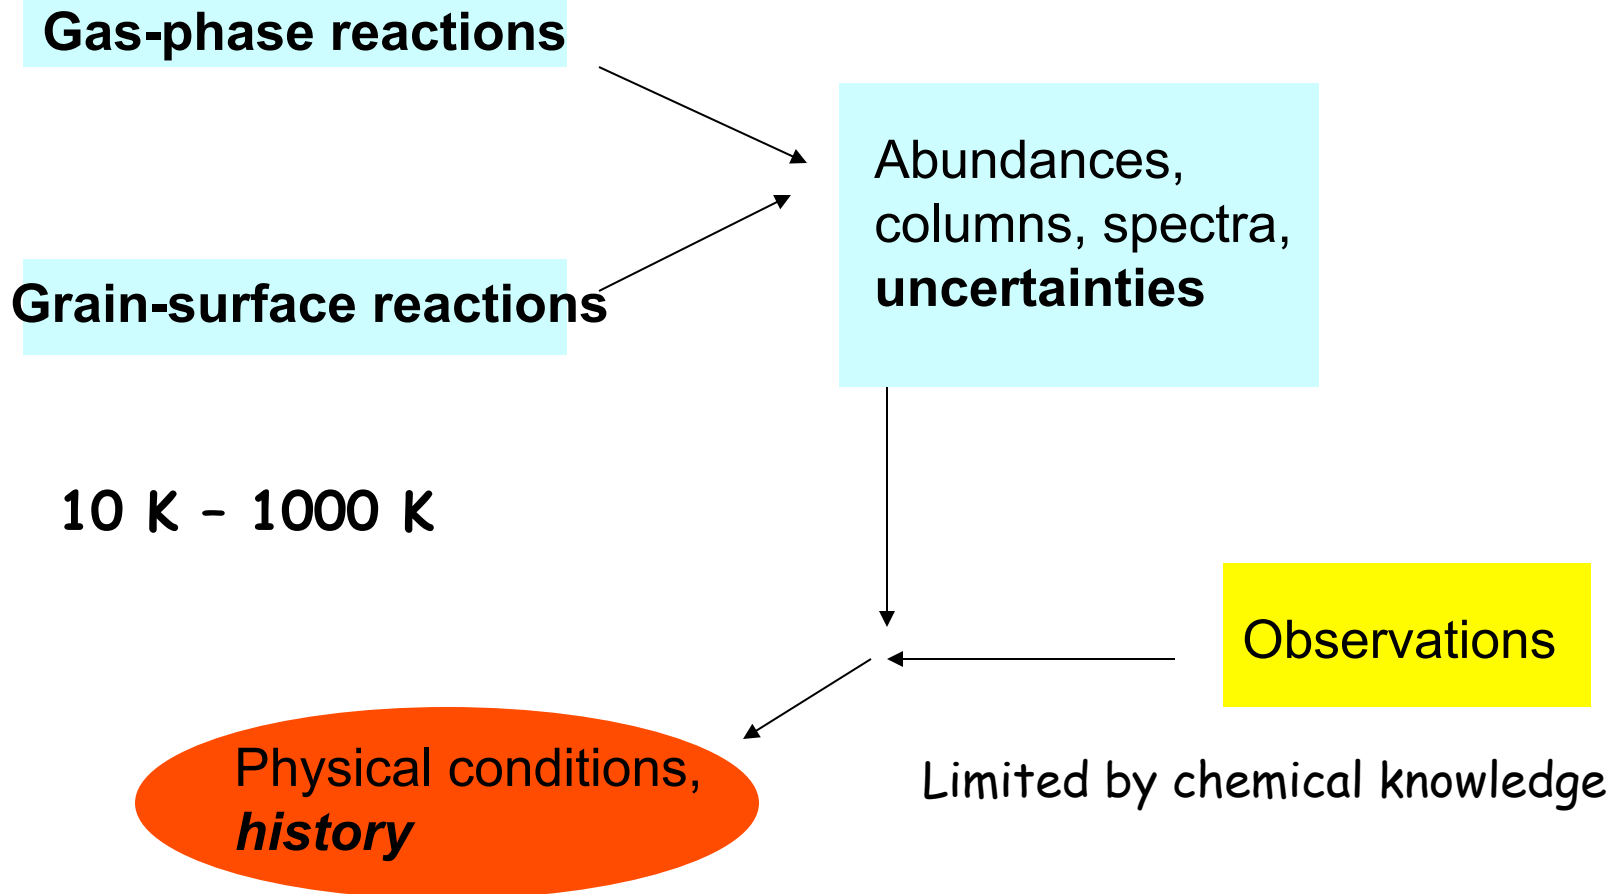 Gas-phase reactions
Abundances,
columns, spectra,
uncertainties
Grain-surface reactions
10 K – 1000 K
Observations
Physical conditions,
history
Limited by chemical knowledge